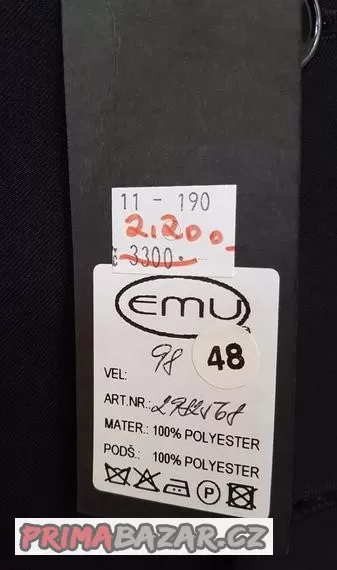 11 - 190
2.200,-
3300.-
EMU
98
48
VEL:
ART.NR.:
MATER.: 100% POLYESTER
PODŠ.: 100% POLYESTER
P
PRIMABAZAR.CZ